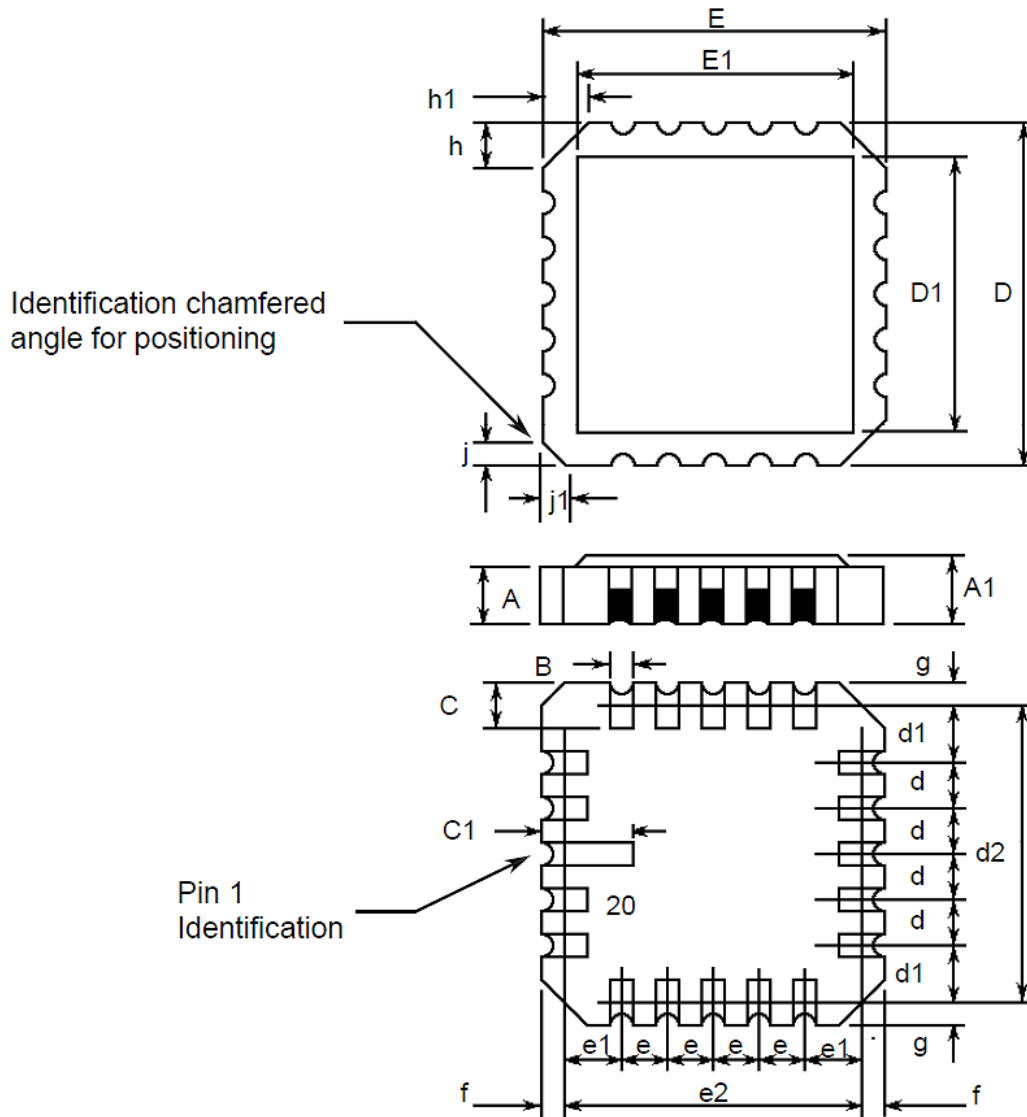 E
E1
h1
h
Identification chamfered
angle for positioning
D1
D
j
j1
A
A1
B
g
C
d1
d
C1
d
d2
d
Pin 1
Identification
20
d
d1
e1
e
e
e
e
e1
g
f
e2
f